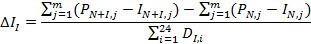 ΔI_I = (∑_{j=1}^{m}(P_{N+I,j} − I_{N+I,j}) − ∑_{j=1}^{m}(P_{N,j} − I_{N,j})) / ∑_{i=1}^{24} D_{I,i}